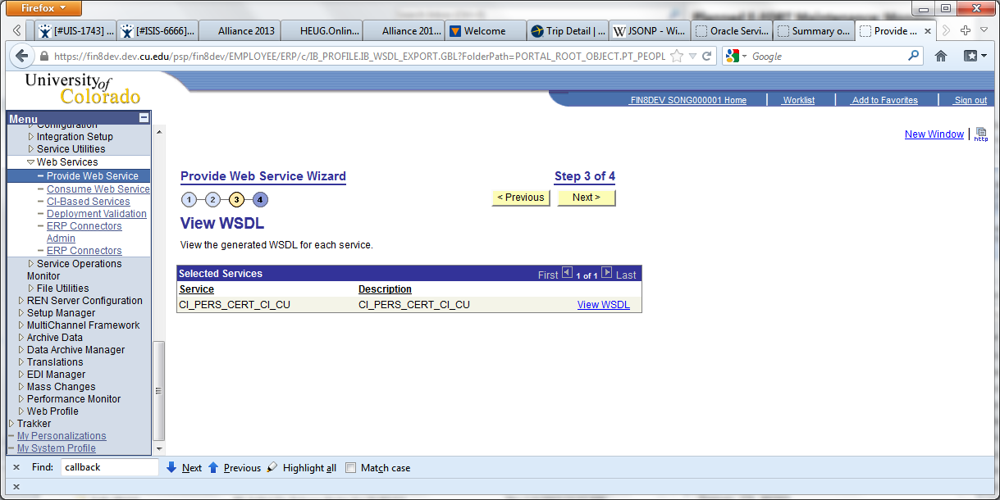 Firefox
[#UIS-1743] ... [#ISIS-6666]... Alliance 2013 HEUG.Onlin... Alliance 201... Welcome Trip Detail | ... JSONP - Wi... Oracle Servi... Summary o... Provide ...
https://fin8dev.dev.cu.edu/psp/fin8dev/EMPLOYEE/ERP/c/IB_PROFILE.IB_WSDL_EXPORT.GBL?FolderPath=PORTAL_ROOT_OBJECT.PT_PEOPL Google
University of
Colorado
FIN8DEV SONG000001 Home Worklist Add to Favorites Sign out
New Window http
Menu
Configuration
Integration Setup
Service Utilities
Web Services
Provide Web Service
Consume Web Service
CI-Based Services
Deployment Validation
ERP Connectors
Admin
ERP Connectors
Service Operations
Monitor
File Utilities
REN Server Configuration
Setup Manager
MultiChannel Framework
Archive Data
Data Archive Manager
Translations
EDI Manager
Mass Changes
Performance Monitor
Web Profile
Trakker
My Personalizations
My System Profile
Provide Web Service Wizard Step 3 of 4
1 2 3 4 < Previous Next >
View WSDL
View the generated WSDL for each service.
Selected Services First 1 of 1 Last
Service Description
CI_PERS_CERT_CI_CU CI_PERS_CERT_CI_CU View WSDL
Find: callback Next Previous Highlight all Match case